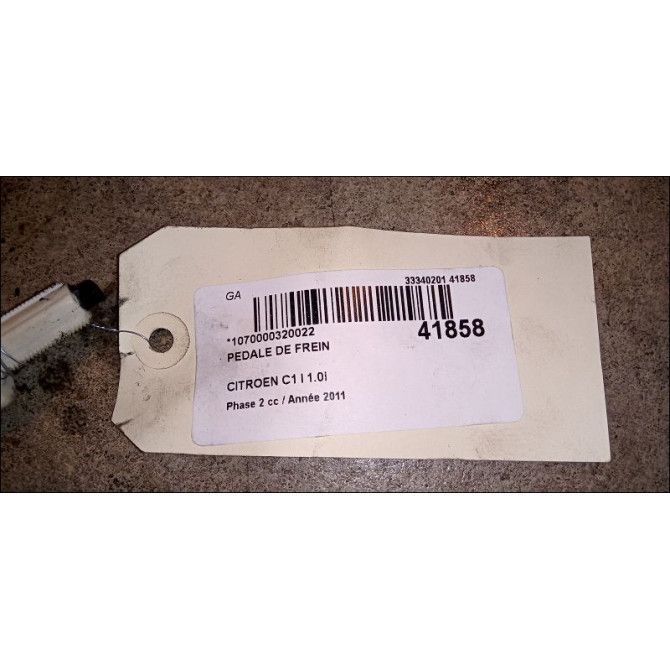 GA 33340201 41858
*1070000320022 41858
PEDALE DE FREIN
CITROEN C1 I 1.0i
Phase 2 cc / Année 2011